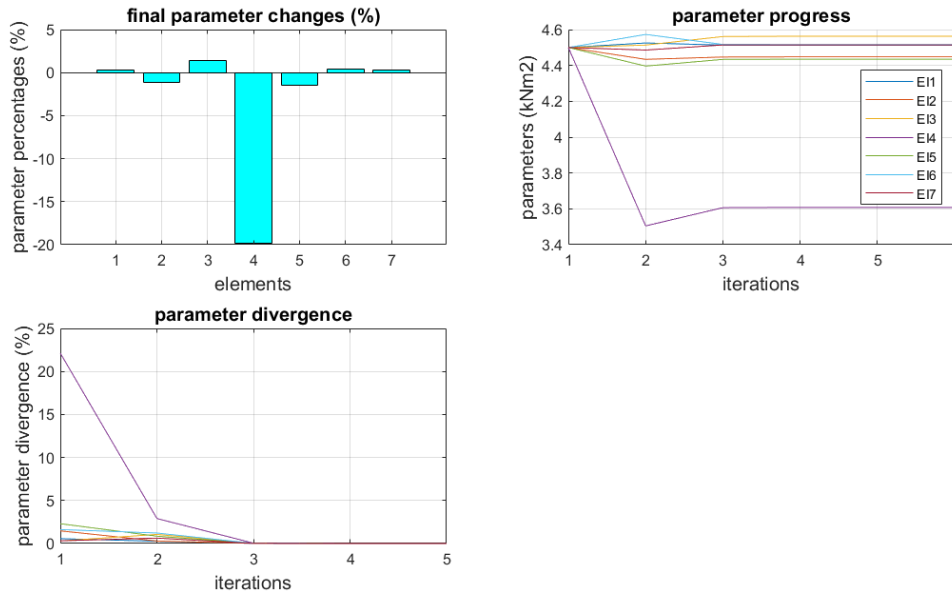 final parameter changes (%)
parameter percentages (%)
5
0
-5
-10
-15
-20
1 2 3 4 5 6 7
elements
parameter progress
parameters (kNm2)
4.6
4.4
4.2
4
3.8
3.6
3.4
1 2 3 4 5
iterations
EI1
EI2
EI3
EI4
EI5
EI6
EI7
parameter divergence
parameter divergence (%)
25
20
15
10
5
0
1 2 3 4 5
iterations